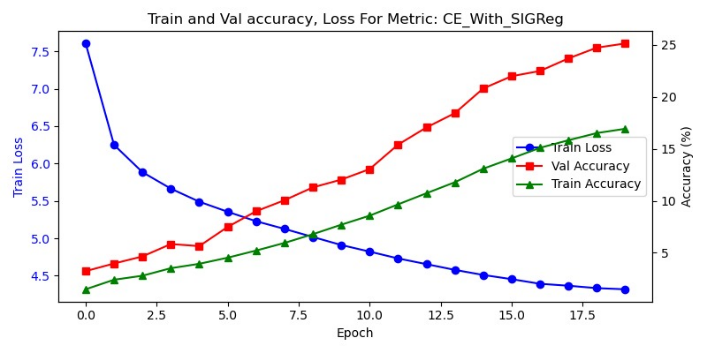 Train and Val accuracy, Loss For Metric: CE_With_SIGReg
7.5
7.0
6.5
6.0
5.5
5.0
4.5
Train Loss
25
20
15
10
5
Accuracy (%)
Train Loss
Val Accuracy
Train Accuracy
0.0 2.5 5.0 7.5 10.0 12.5 15.0 17.5
Epoch